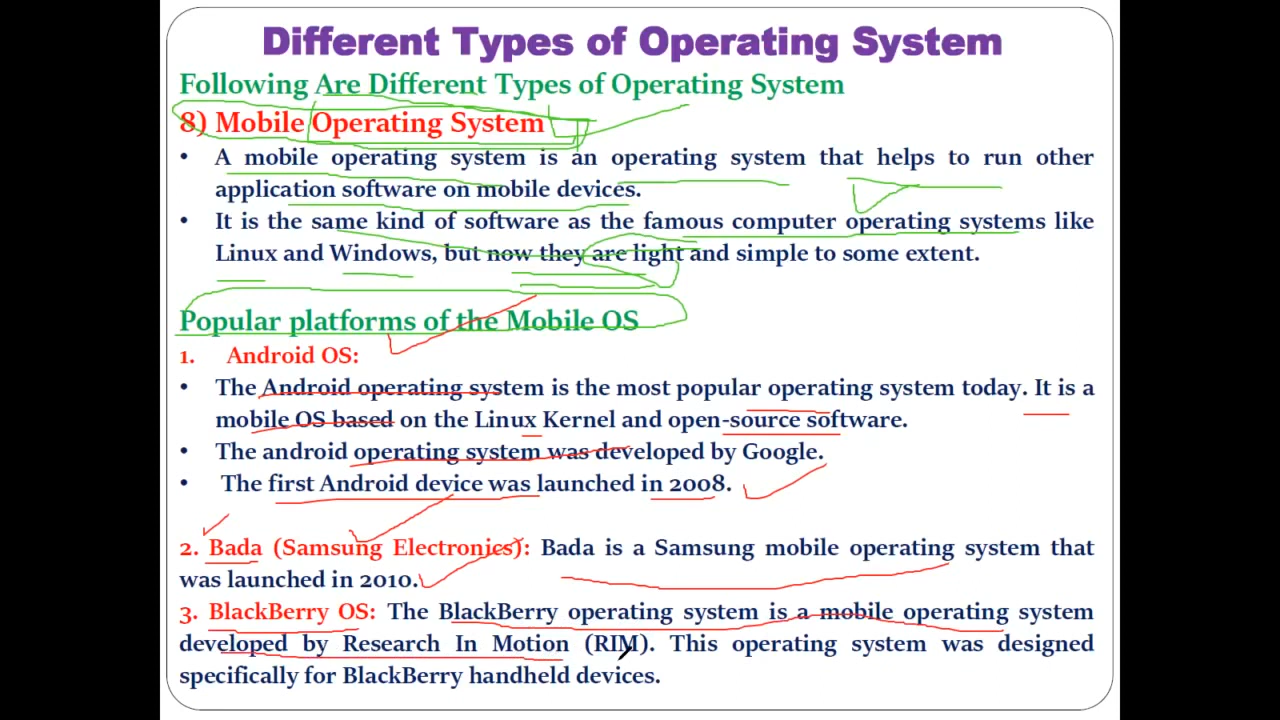 Different Types of Operating System
Following Are Different Types of Operating System
8) Mobile Operating System
• A mobile operating system is an operating system that helps to run other
application software on mobile devices.
• It is the same kind of software as the famous computer operating systems like
Linux and Windows, but now they are light and simple to some extent.
Popular platforms of the Mobile OS
1. Android OS:
• The Android operating system is the most popular operating system today. It is a
mobile OS based on the Linux Kernel and open-source software.
• The android operating system was developed by Google.
• The first Android device was launched in 2008.
2. Bada (Samsung Electronics): Bada is a Samsung mobile operating system that
was launched in 2010.
3. BlackBerry OS: The BlackBerry operating system is a mobile operating system
developed by Research In Motion (RIM). This operating system was designed
specifically for BlackBerry handheld devices.